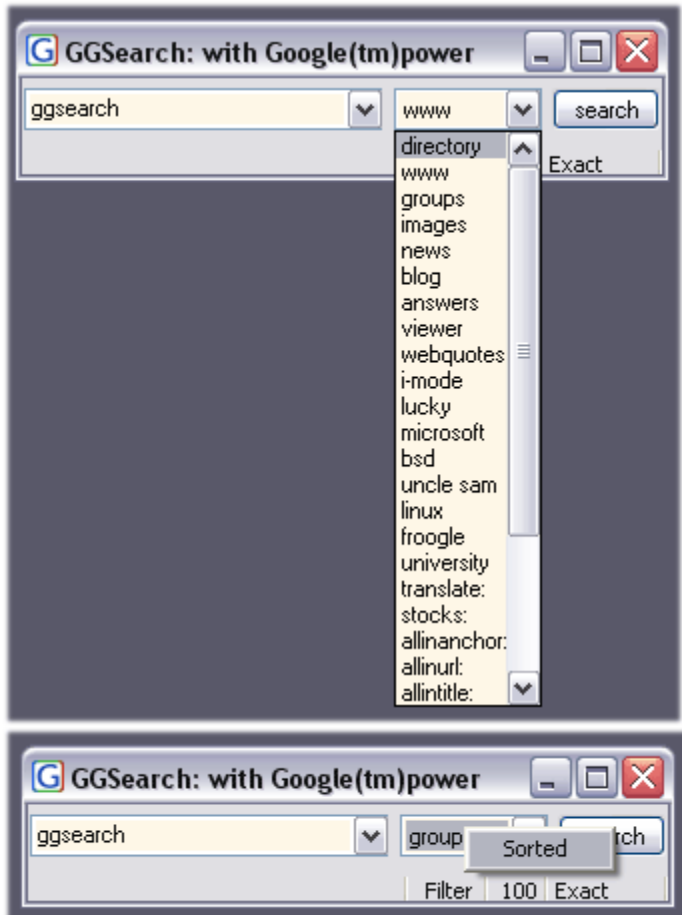 G GGSearch: with Google(tm)power
ggsearch www search
directory
www
Exact
groups
images
news
blog
answers
viewer
webquotes
i-mode
lucky
microsoft
bsd
uncle sam
linux
froogle
university
translate:
stocks:
allinanchor:
allinurl:
allintitle:
G GGSearch: with Google(tm)power
ggsearch group rch
Sorted
Filter 100 Exact